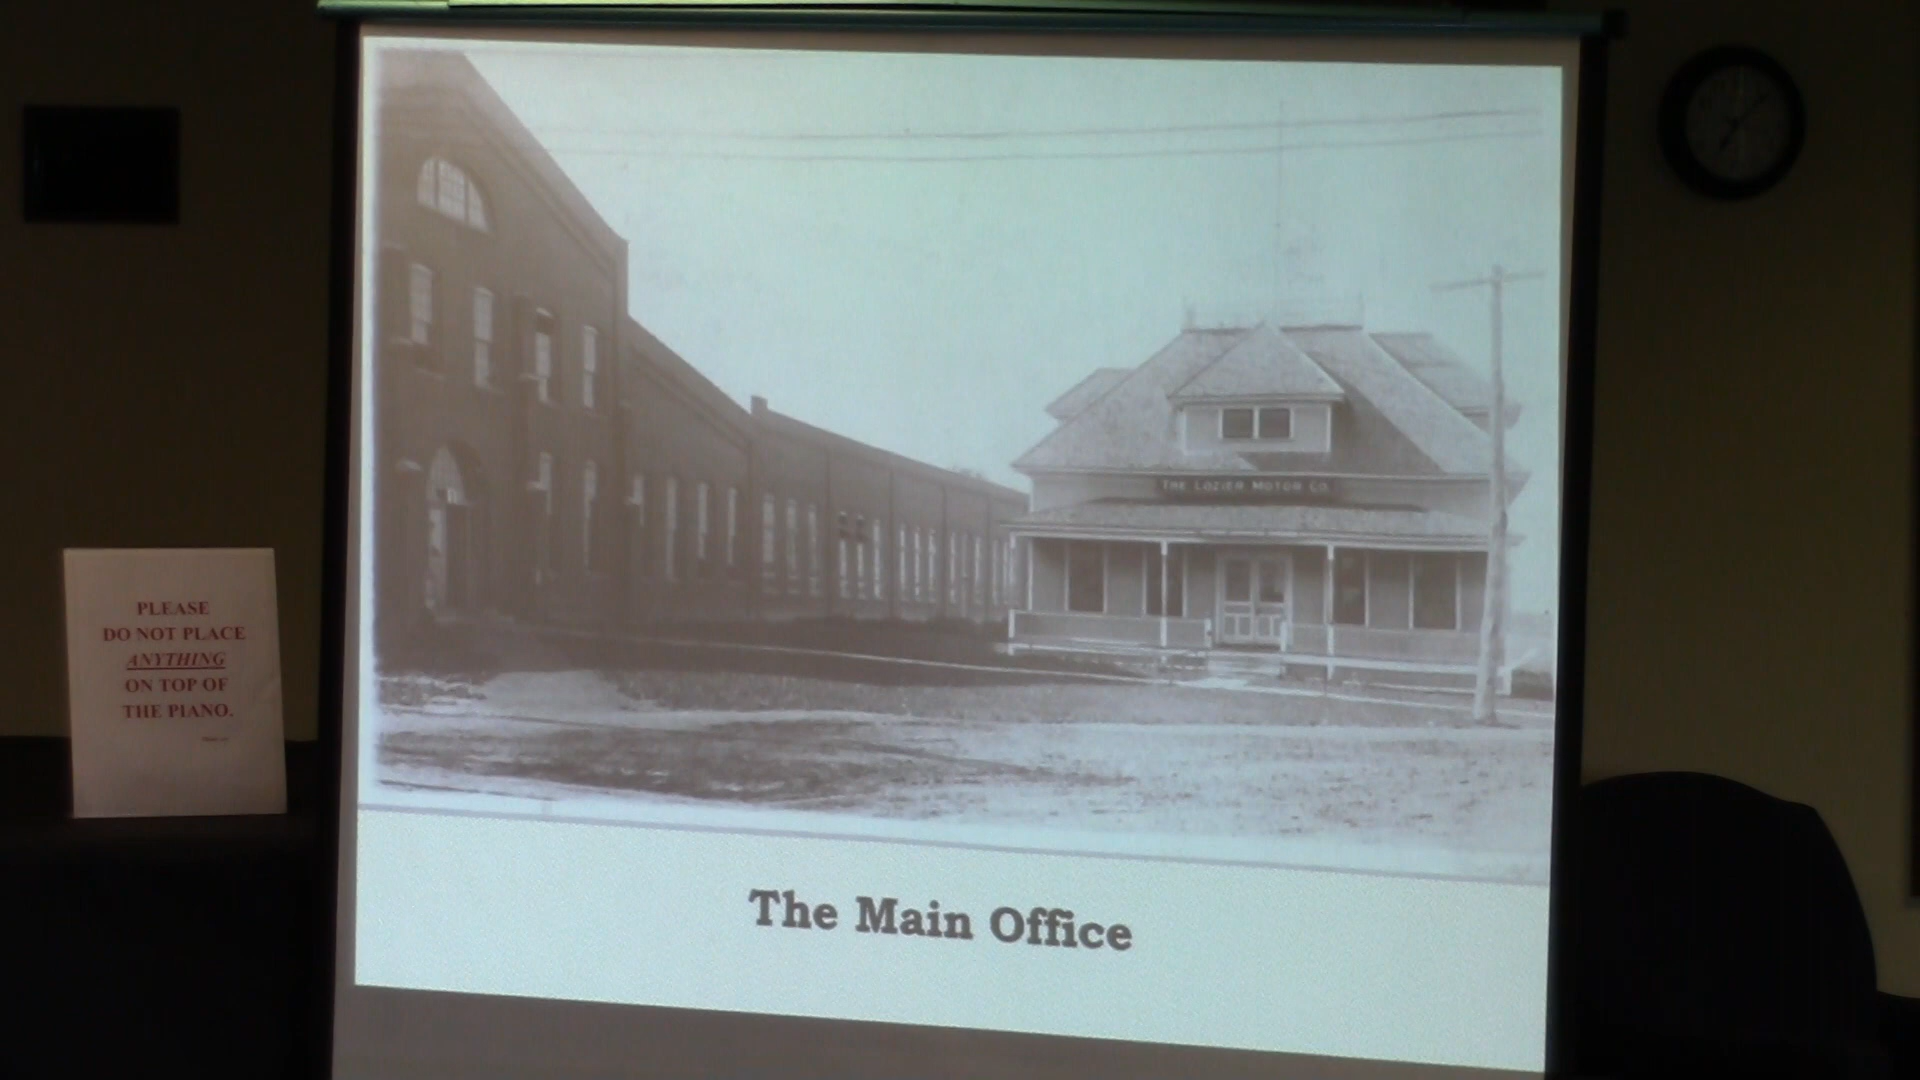 PLEASE
DO NOT PLACE
ANYTHING
ON TOP OF
THE PIANO.
THE LOZIER MOTOR CO.
The Main Office